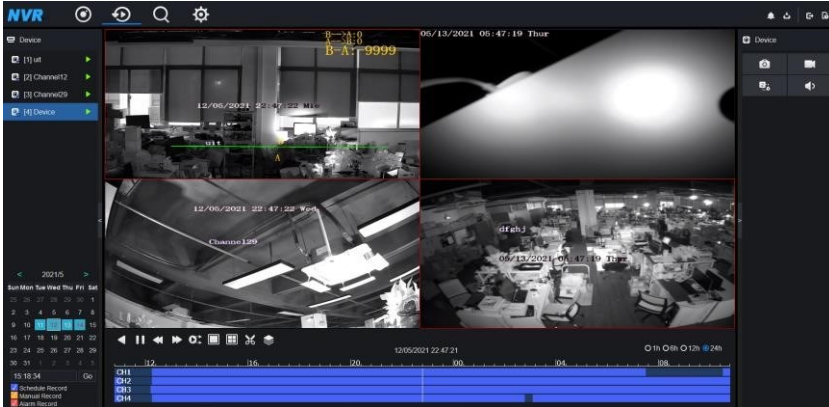 NVR
Device
[1] uit
[2] Channel12
[3] Channel29
[4] Device
B-->A:0
A-->B:0
B-A: 9999
12/05/2021 22:47:22 Wed
uit
A
05/13/2021 05:47:19 Thur
12/05/2021 22:47:22 Wed
Channel29
dfghj
05/13/2021 05:47:19 Thur
Device
< 2021/5 >
Sun Mon Tue Wed Thu Fri Sat
25 26 27 28 29 30 1
2 3 4 5 6 7 8
9 10 11 12 13 14 15
16 17 18 19 20 21 22
23 24 25 26 27 28 29
30 31 1 2 3 4 5
15:18:34 Go
Schedule Record
Manual Record
Alarm Record
12/05/2021 22:47:21
1h 6h 12h 24h
12. 16. 20. 00. 04. 08.
CH1
CH2
CH3
CH4